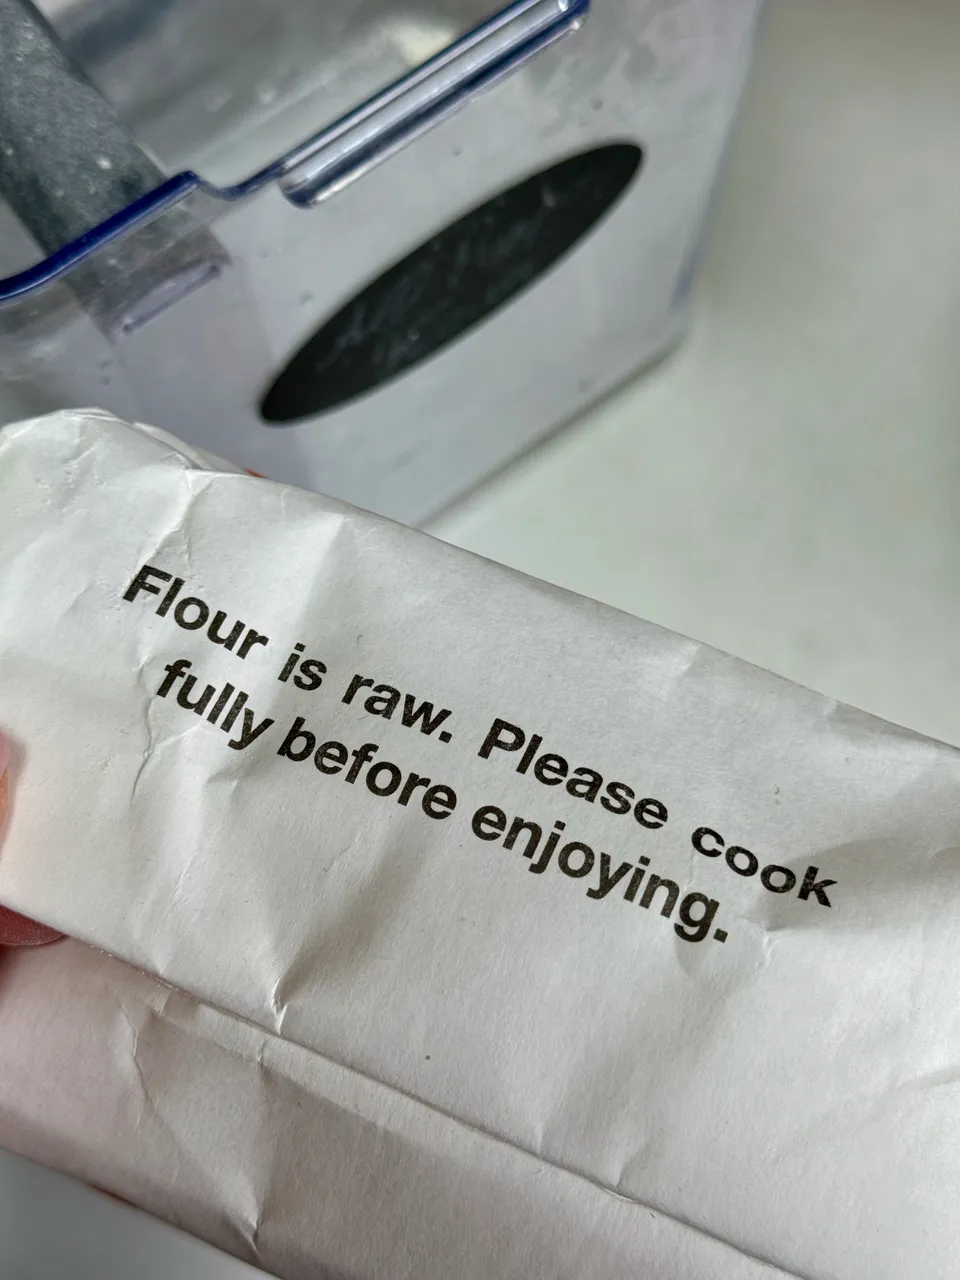 Flour is raw. Please cook
fully before enjoying.